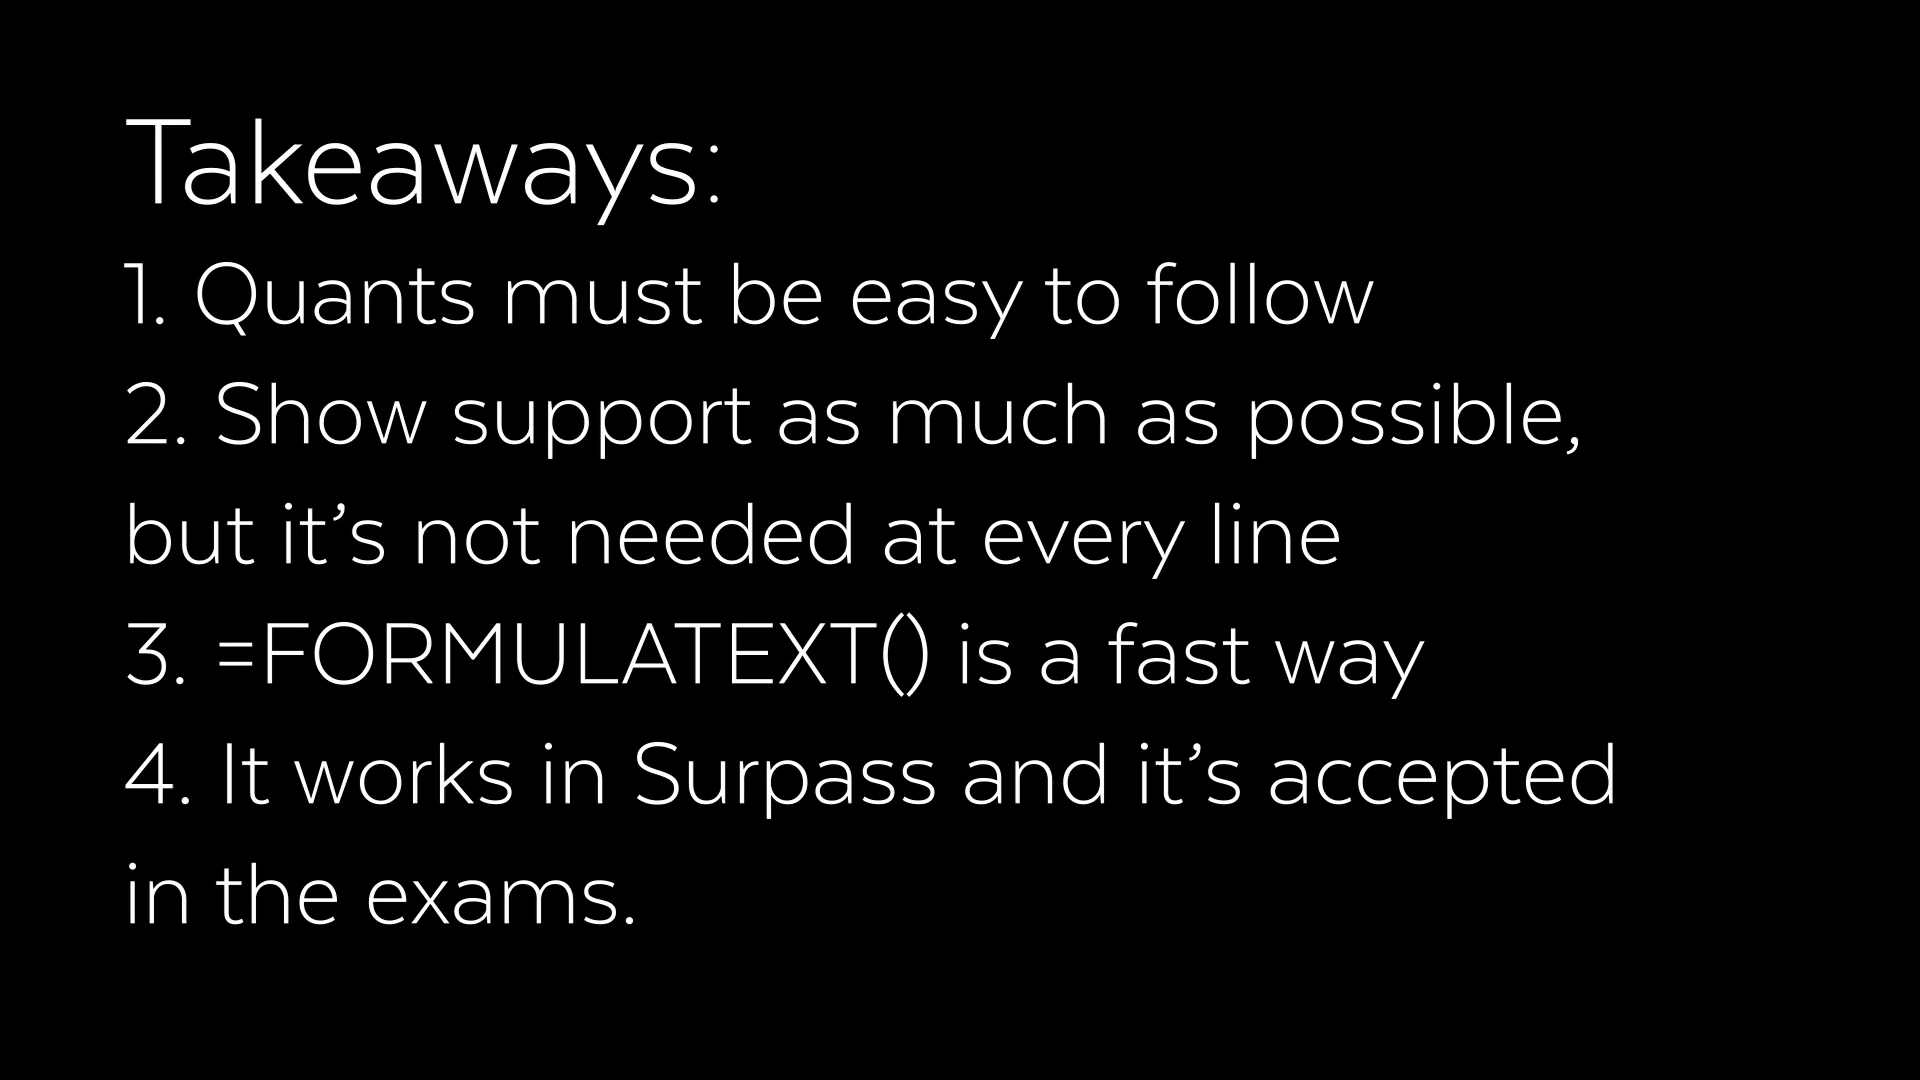 Takeaways:
1. Quants must be easy to follow
2. Show support as much as possible,
but it’s not needed at every line
3. =FORMULATEXT() is a fast way
4. It works in Surpass and it’s accepted
in the exams.